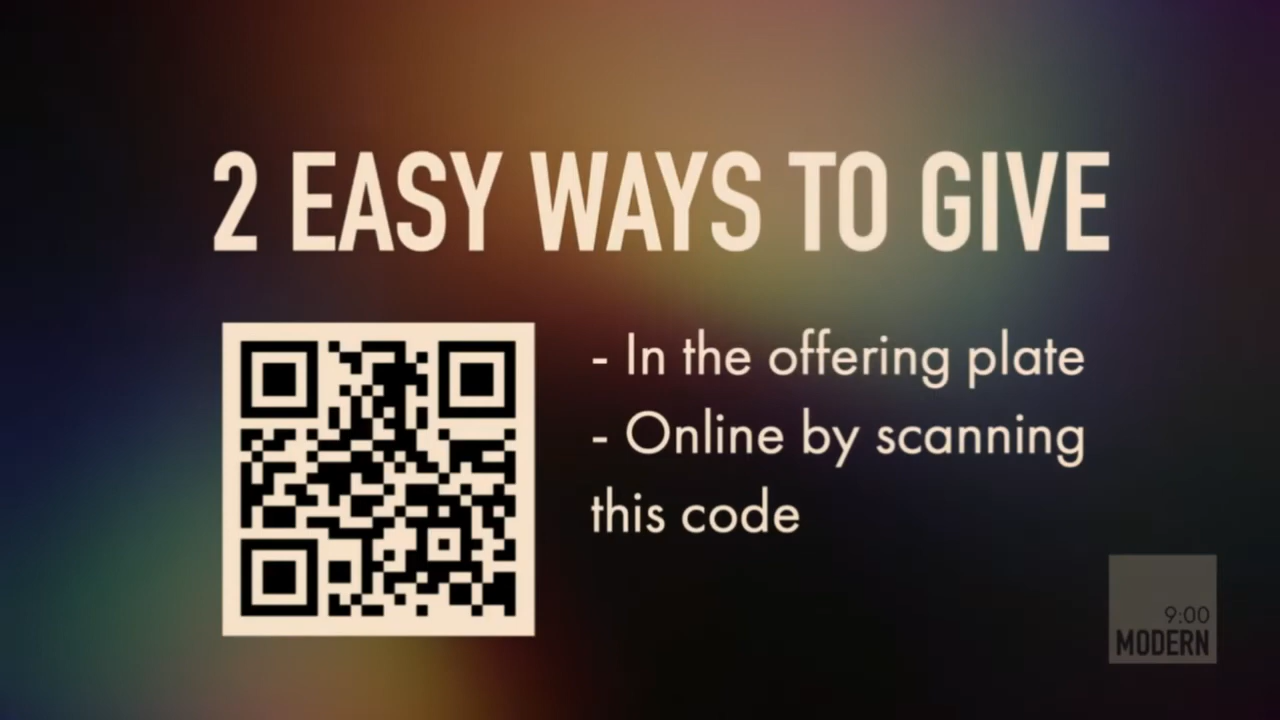 2 EASY WAYS TO GIVE
- In the offering plate
- Online by scanning
this code
9:00
MODERN